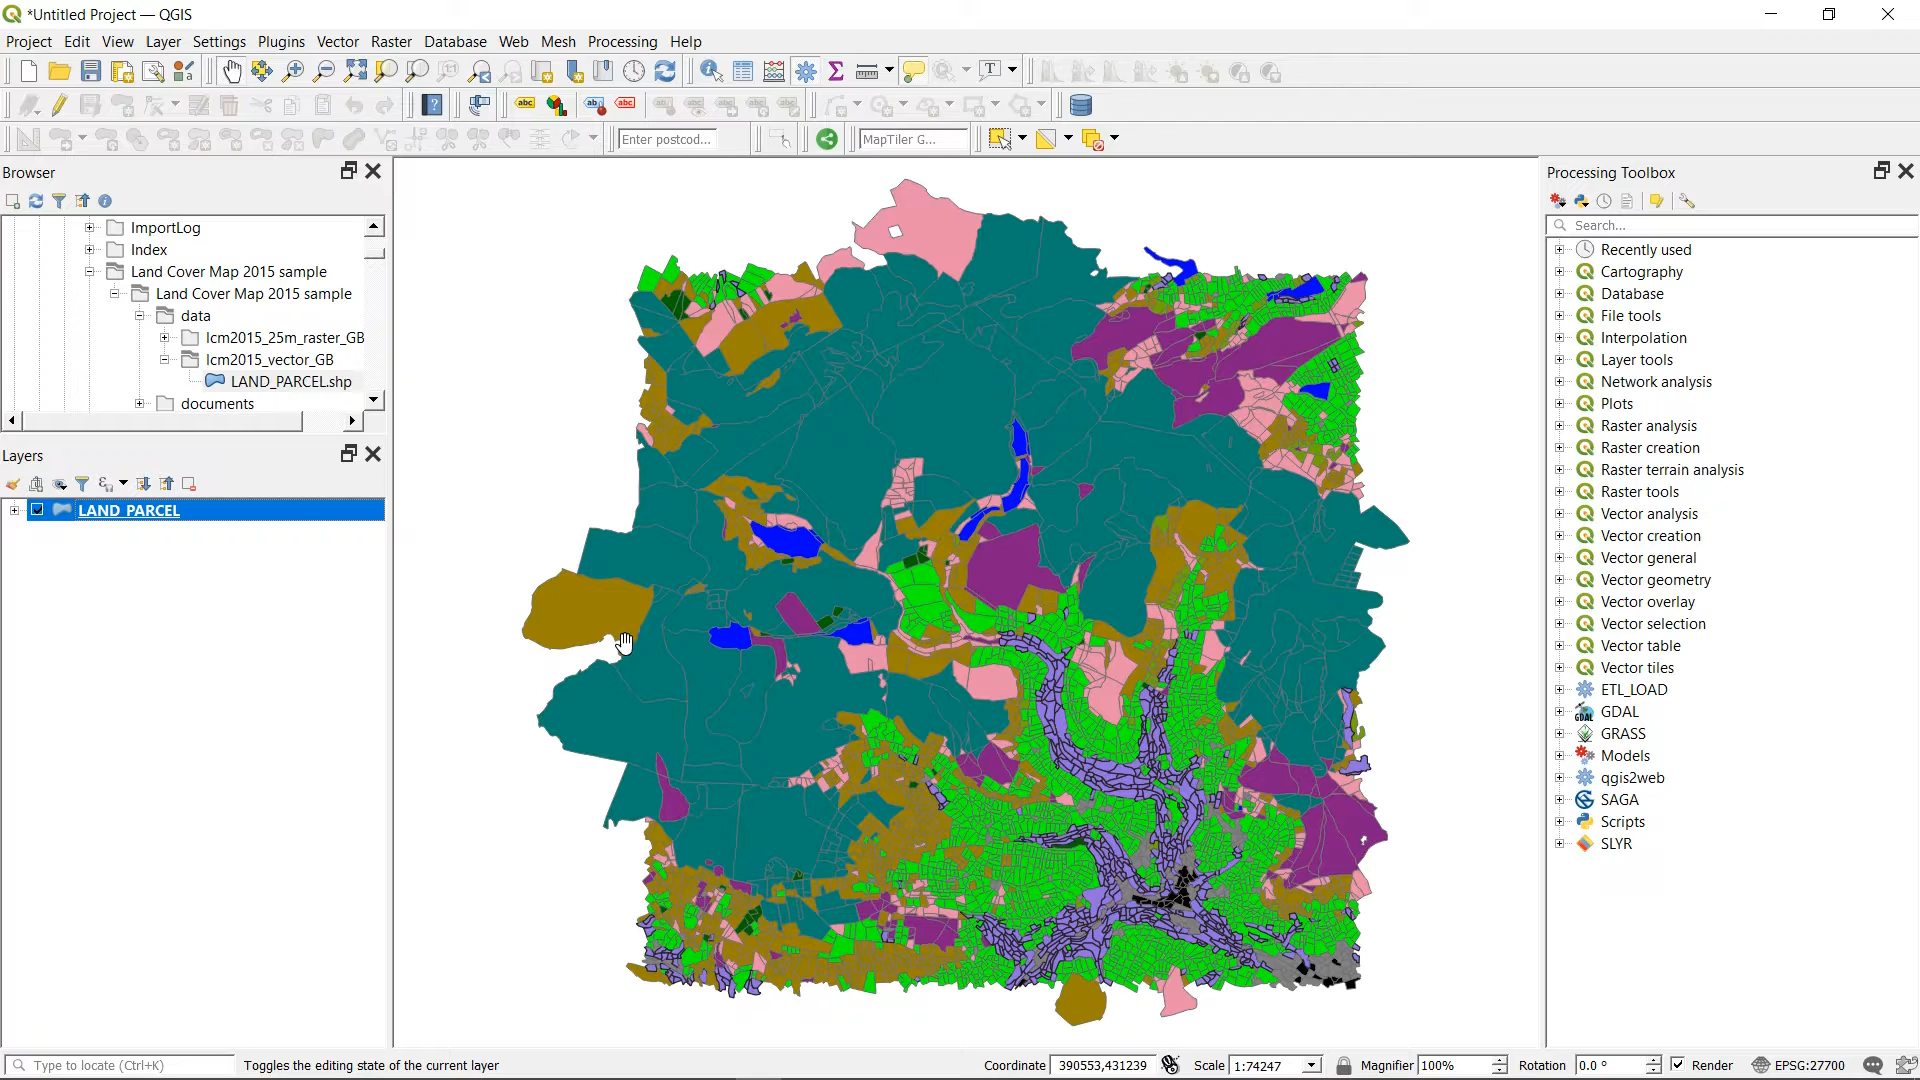 *Untitled Project — QGIS
Project Edit View Layer Settings Plugins Vector Raster Database Web Mesh Processing Help
Enter postcod...
MapTiler G...
Browser
ImportLog
Index
Land Cover Map 2015 sample
Land Cover Map 2015 sample
data
lcm2015_25m_raster_GB
lcm2015_vector_GB
LAND_PARCEL.shp
documents
Layers
LAND_PARCEL
Processing Toolbox
Search...
Recently used
Cartography
Database
File tools
Interpolation
Layer tools
Network analysis
Plots
Raster analysis
Raster creation
Raster terrain analysis
Raster tools
Vector analysis
Vector creation
Vector general
Vector geometry
Vector overlay
Vector selection
Vector table
Vector tiles
ETL_LOAD
GDAL
GRASS
Models
qgis2web
SAGA
Scripts
SLYR
Type to locate (Ctrl+K) Toggles the editing state of the current layer Coordinate 390553,431239 Scale 1:74247 Magnifier 100% Rotation 0.0 ° Render EPSG:27700